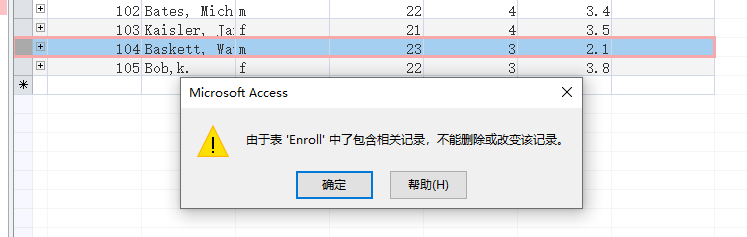 102 Bates, Mich m 22 4 3.4
103 Kaisler, Ja f 21 4 3.5
104 Baskett, Wa m 23 3 2.1
105 Bob,k. f 22 3 3.8
Microsoft Access
由于表 'Enroll' 中了包含相关记录，不能删除或改变该记录。
确定
帮助(H)